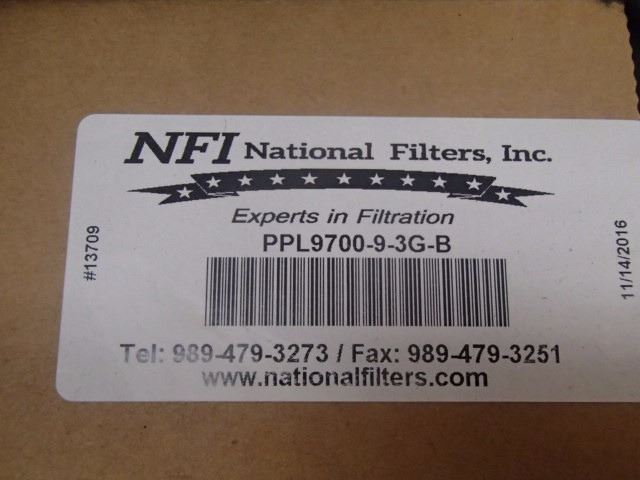 NFI National Filters, Inc.
Experts in Filtration
PPL9700-9-3G-B
#13709
11/14/2016
Tel: 989-479-3273 / Fax: 989-479-3251
www.nationalfilters.com